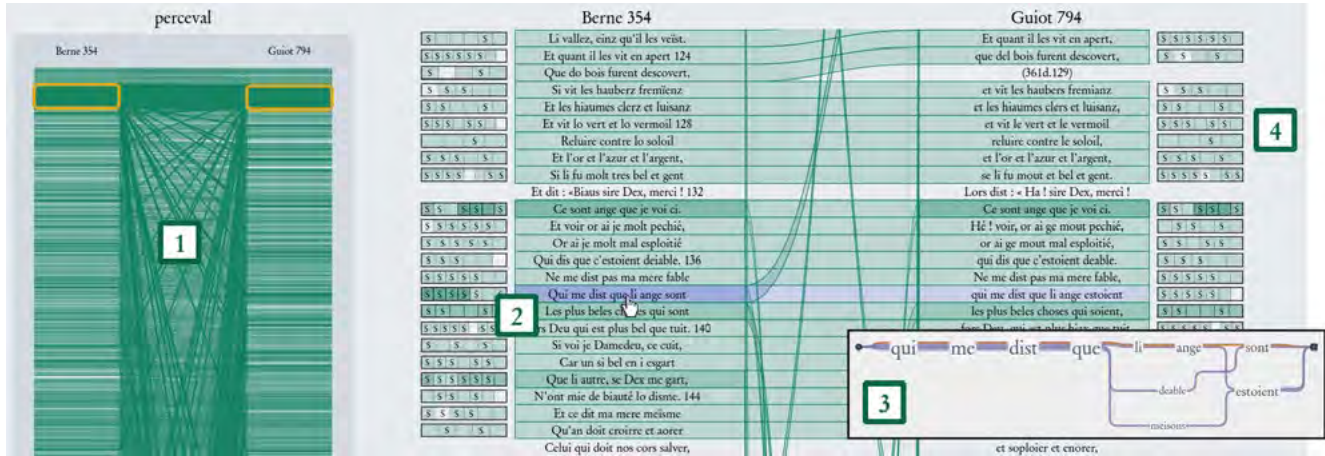 perceval
Berne 354
Guiot 794
1
Berne 354
Li vallez, einz qu'il les veïst.
Et quant il les vit en apert 124
Que do bois furent descovert,
Si vit les hauberz fremïenz
Et les hiaumes clerz et luisanz
Et vit lo vert et lo vermoil 128
Reluire contre lo soloil
Et l'or et l'azur et l'argent,
Si li fu molt tres bel et gent
Et dit : «Biaus sire Dex, merci ! 132
Ce sont ange que je voi ci.
Et voir or ai je molt pechié,
Or ai je molt mal esploitié
Qui dis que c'estoient deiable. 136
Ne me dist pas ma mere fable
Qui me dist que li ange sont
Les plus beles choses qui sont
rs Deu qui est plus bel que tuit. 140
Si voi je Damedeu, ce cuit,
Car un si bel en i esgart
Que li autre, se Dex me gart,
N'ont mie de biauté lo disme. 144
Et ce dit ma mere meïsme
Qu'an doit croirre et aorer
Celui qui doit nos cors salver,
2
Guiot 794
Et quant il les vit en apert,
que del bois furent descovert,
(361d.129)
et vit les haubers fremianz
et les hiaumes clers et luisanz,
et vit le vert et le vermoil
reluire contre le soloil,
et l'or et l'azur et l'argent,
se li fu mout et bel et gent.
Lors dist : « Ha ! sire Dex, merci !
Ce sont ange que je voi ci.
Hé ! voir, or ai ge mout pechié,
or ai ge mout mal esploitié,
qui dis que c'estoient deable.
Ne me dist pas ma mere fable,
qui me dist que li ange estoient
les plus beles choses qui soient,
fors Deu, qui est plus biax que tuit.
et soploier et enorer,
4
3
qui me dist que li ange sont
deable estoient
meisons